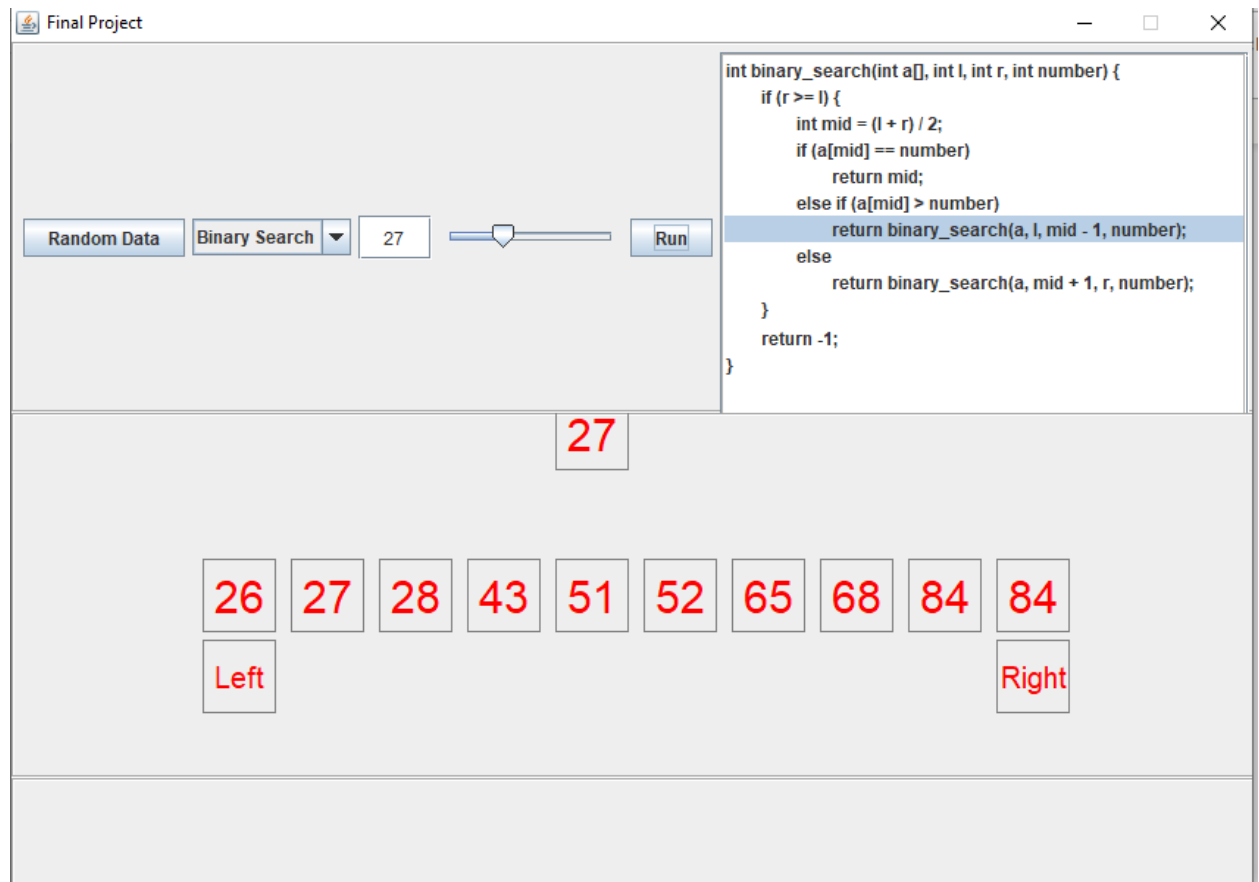 Final Project
int binary_search(int a[], int l, int r, int number) {
if (r >= l) {
int mid = (l + r) / 2;
if (a[mid] == number)
return mid;
else if (a[mid] > number)
return binary_search(a, l, mid - 1, number);
else
return binary_search(a, mid + 1, r, number);
}
return -1;
}
Random Data Binary Search 27 Run
27
26 27 28 43 51 52 65 68 84 84
Left Right